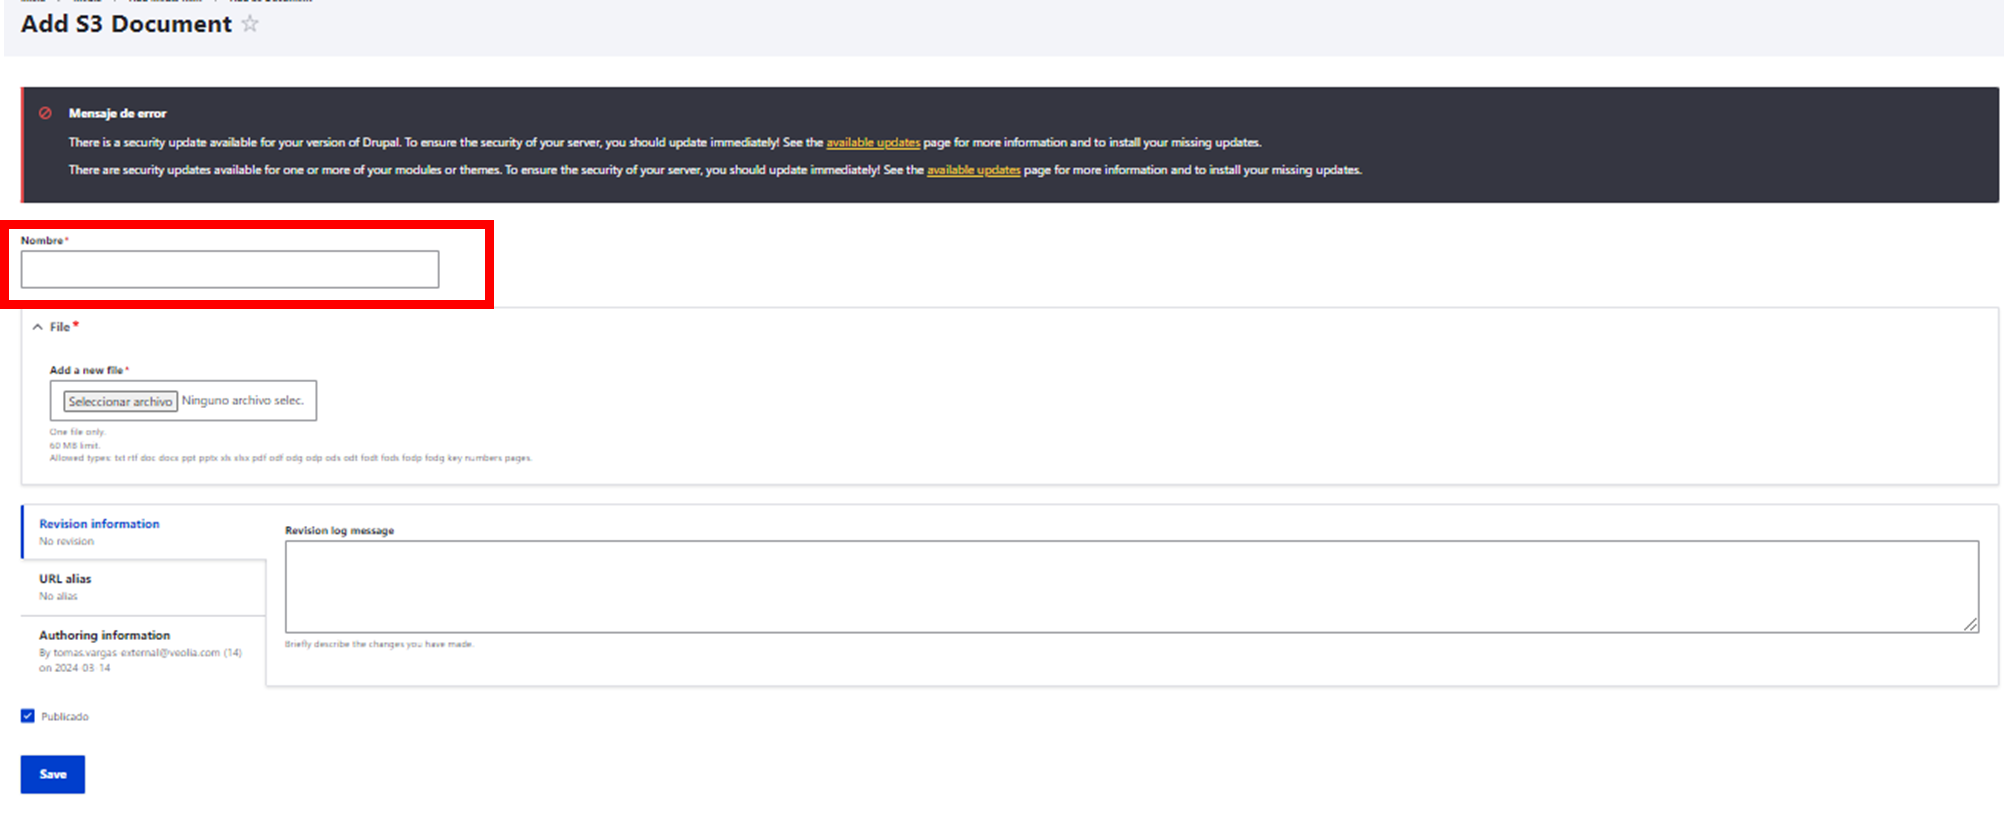 Add S3 Document
Mensaje de error
There is a security update available for your version of Drupal. To ensure the security of your server, you should update immediately! See the available updates page for more information and to install your missing updates.
There are security updates available for one or more of your modules or themes. To ensure the security of your server, you should update immediately! See the available updates page for more information and to install your missing updates.
Nombre*
File*
Add a new file*
Seleccionar archivo Ninguno archivo selec.
One file only.
60 MB limit.
Allowed types: txt rtf doc docx ppt pptx xls xlsx pdf odf odg odp ods odt fodt fods fodp fodg key numbers pages.
Revision information
No revision
Revision log message
URL alias
No alias
Authoring information
By tomas.vargas-external@veolia.com (14)
on 2024-03-14
Briefly describe the changes you have made.
Publicado
Save